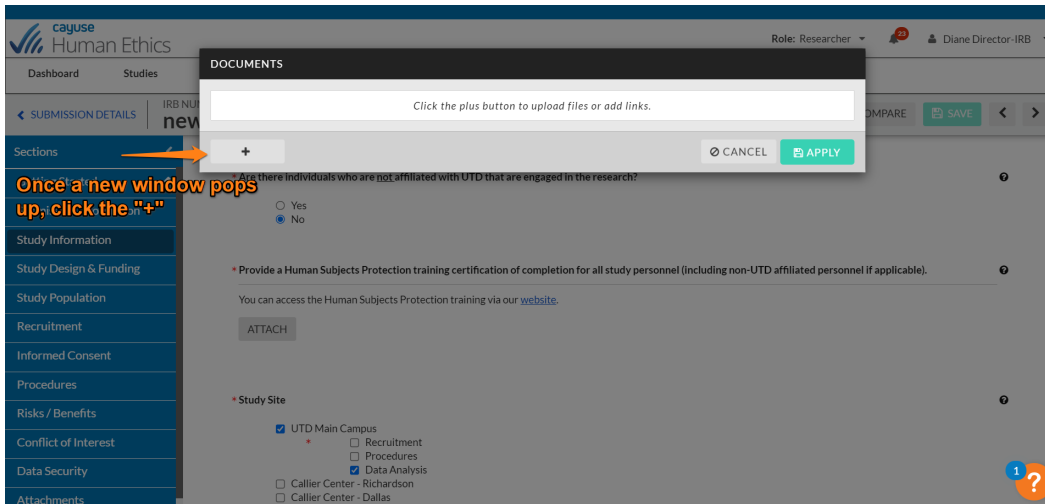 cayuse
Human Ethics
Role: Researcher
23
Diane Director-IRB
Dashboard Studies
DOCUMENTS
Click the plus button to upload files or add links.
SUBMISSION DETAILS
IRB NU
new
OMPARE
SAVE
+
CANCEL
APPLY
Sections
Once a new window pops
up, click the "+"
* Are there individuals who are not affiliated with UTD that are engaged in the research?
Yes
No
Study Information
Study Design & Funding
Study Population
Recruitment
Informed Consent
Procedures
Risks / Benefits
Conflict of Interest
Data Security
Attachments
* Provide a Human Subjects Protection training certification of completion for all study personnel (including non-UTD affiliated personnel if applicable).
You can access the Human Subjects Protection training via our website.
ATTACH
* Study Site
UTD Main Campus
* Recruitment
Procedures
Data Analysis
Callier Center - Richardson
Callier Center - Dallas
1
?